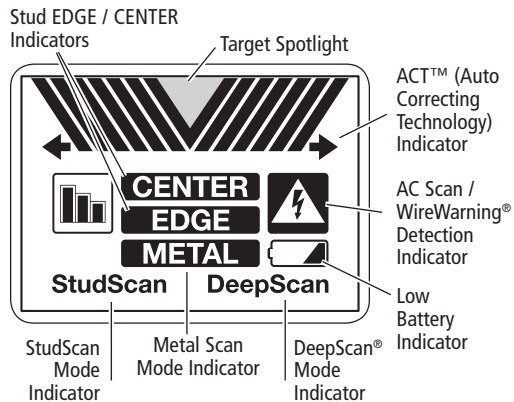 Stud EDGE / CENTER
Indicators
Target Spotlight
ACT™ (Auto
Correcting
Technology)
Indicator
CENTER
EDGE
METAL
StudScan
DeepScan
AC Scan /
WireWarning®
Detection
Indicator
Low
Battery
Indicator
StudScan
Mode
Indicator
Metal Scan
Mode Indicator
DeepScan®
Mode
Indicator